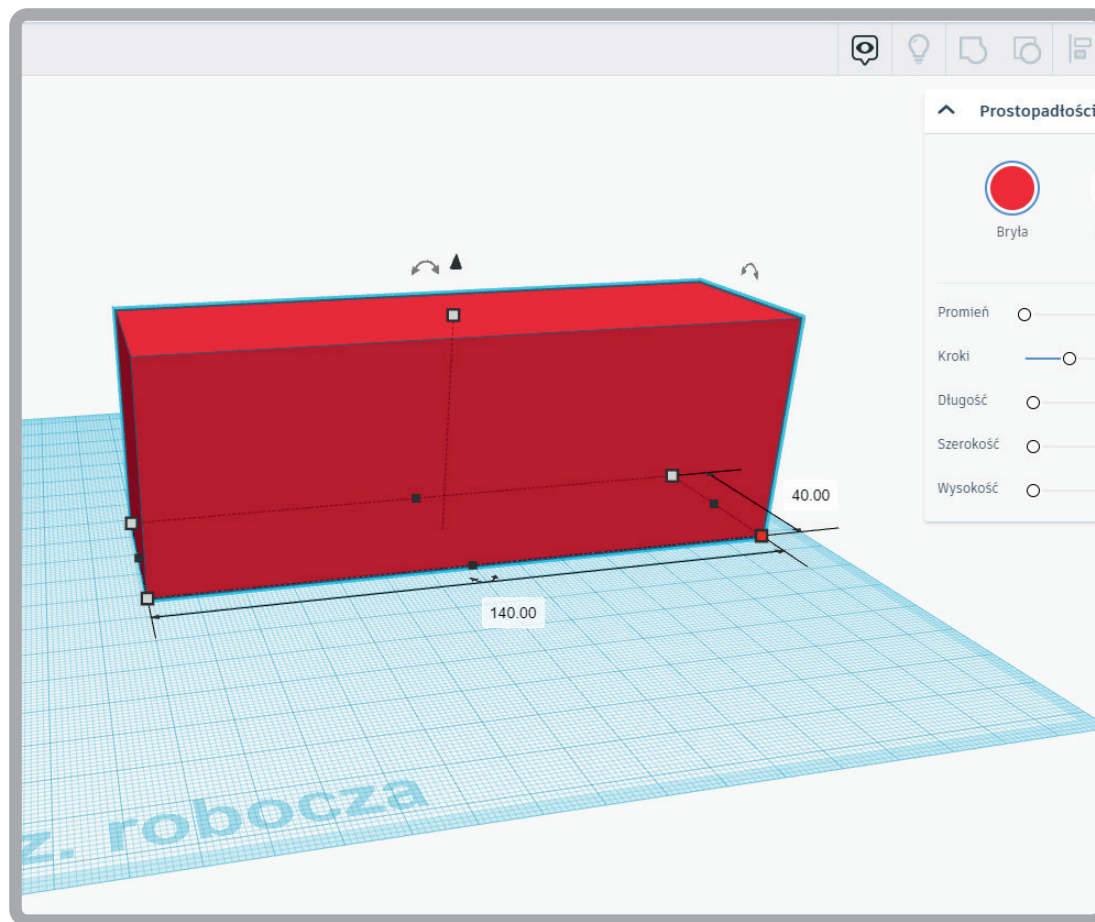 Prostopadłości
Bryła
Promień
Kroki
Długość
Szerokość
Wysokość
40.00
140.00
z. robocza